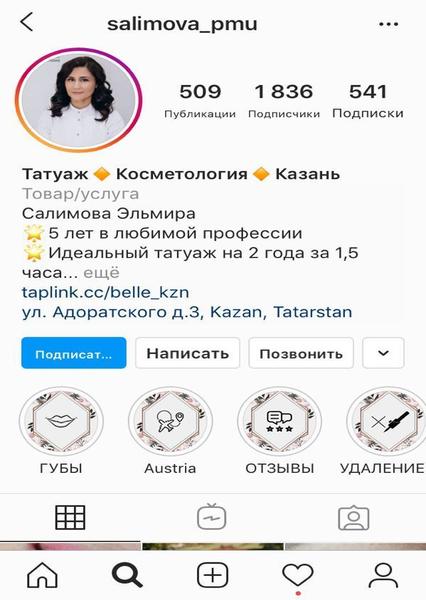 salimova_pmu
509 1 836 541
Публикации Подписчики Подписки
Татуаж 🔸 Косметология 🔸 Казань
Товар/услуга
Салимова Эльмира
🌟5 лет в любимой профессии
🌟Идеальный татуаж на 2 года за 1,5
часа... ещё
taplink.cc/belle_kzn
ул. Адоратского д.3, Kazan, Tatarstan
Подписат... Написать Позвонить
ГУБЫ Austria ОТЗЫВЫ УДАЛЕНИЕ